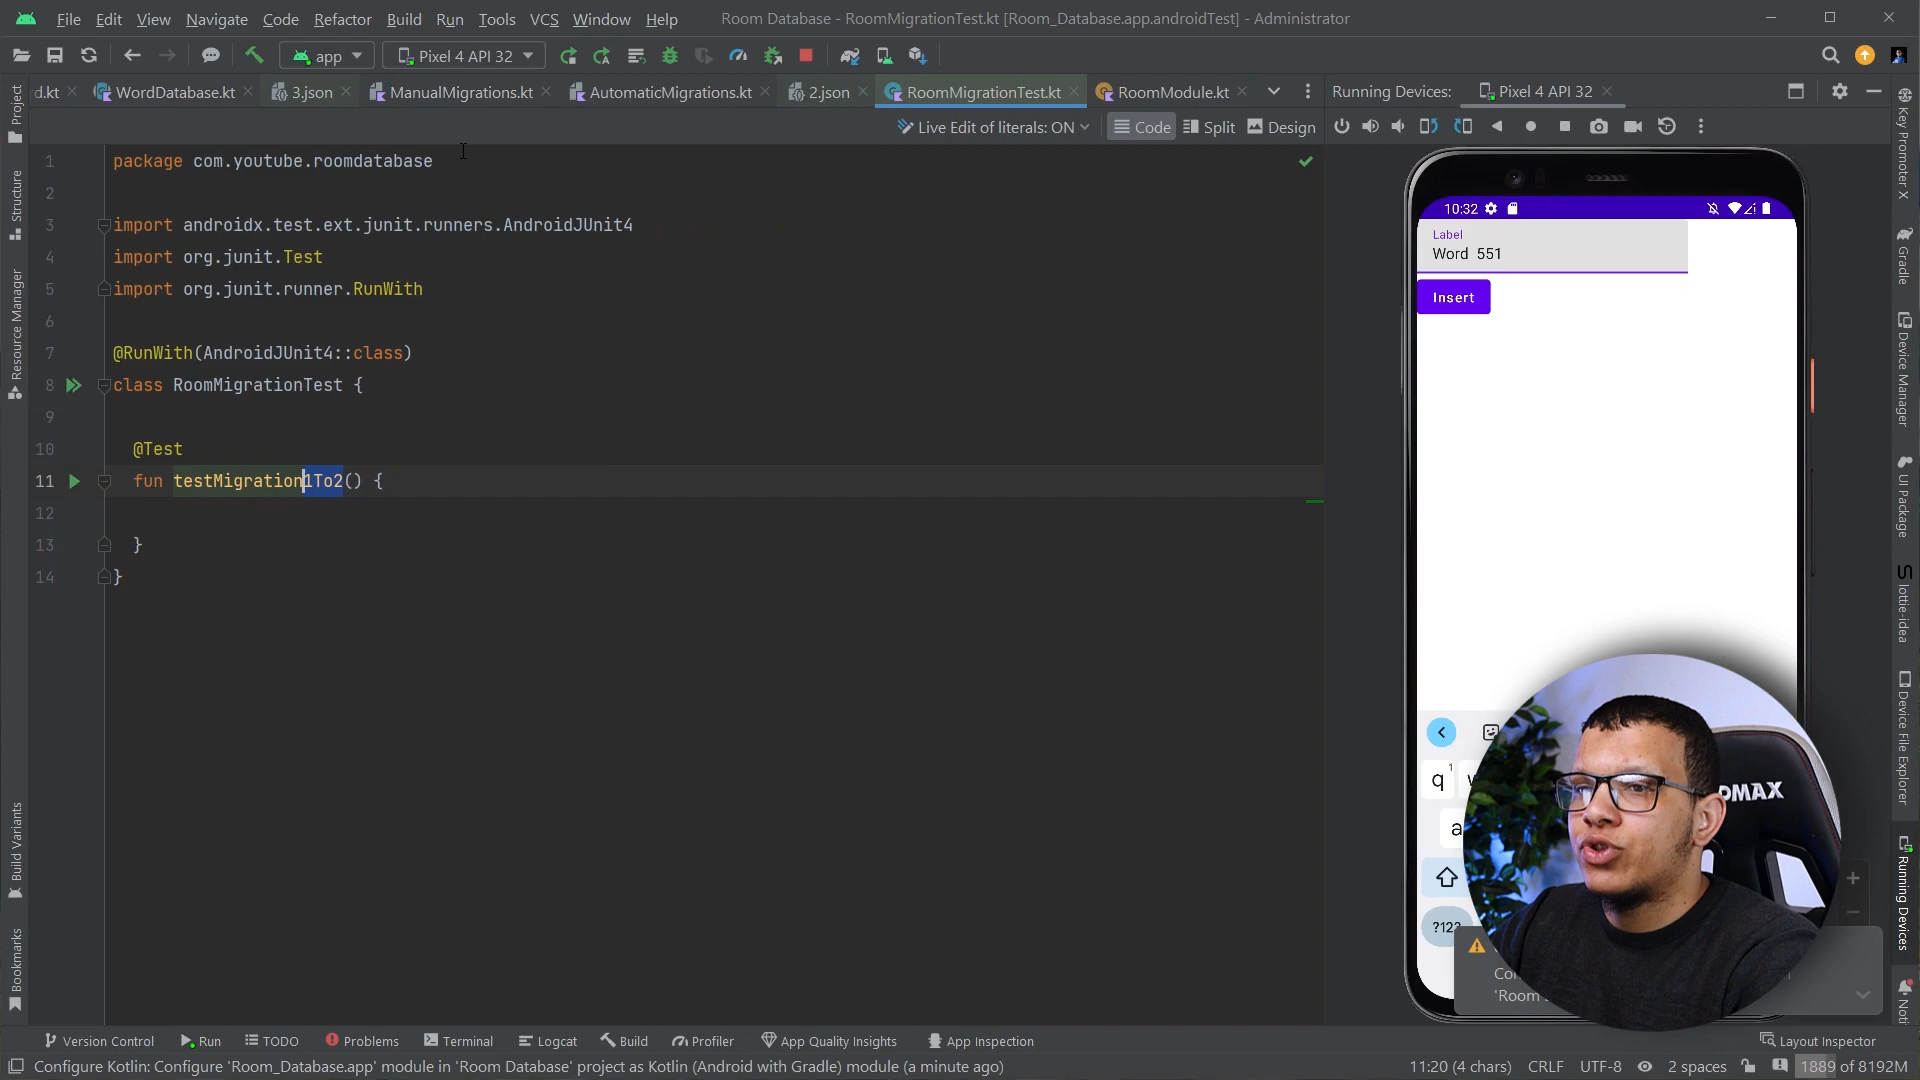 File Edit View Navigate Code Refactor Build Run Tools VCS Window Help Room Database - RoomMigrationTest.kt [Room_Database.app.androidTest] - Administrator
app Pixel 4 API 32
d.kt WordDatabase.kt 3.json ManualMigrations.kt AutomaticMigrations.kt 2.json RoomMigrationTest.kt RoomModule.kt Running Devices: Pixel 4 API 32
Live Edit of literals: ON Code Split Design
1 package com.youtube.roomdatabase
2
3 import androidx.test.ext.junit.runners.AndroidJUnit4
4 import org.junit.Test
5 import org.junit.runner.RunWith
6
7 @RunWith(AndroidJUnit4::class)
8 class RoomMigrationTest {
9
10 @Test
11 fun testMigration1To2() {
12
13 }
14 }
Project
Structure
Resource Manager
Build Variants
Bookmarks
10:32
Label
Word 551
Insert
q 1
a
?123
OMAX
Con
'Room
Key Promoter X
Gradle
Device Manager
UI Package
lottie-idea
Device File Explorer
Running Devices
Noti
Version Control Run TODO Problems Terminal Logcat Build Profiler App Quality Insights App Inspection Layout Inspector
Configure Kotlin: Configure 'Room_Database.app' module in 'Room Database' project as Kotlin (Android with Gradle) module (a minute ago) 11:20 (4 chars) CRLF UTF-8 2 spaces 1889 of 8192M